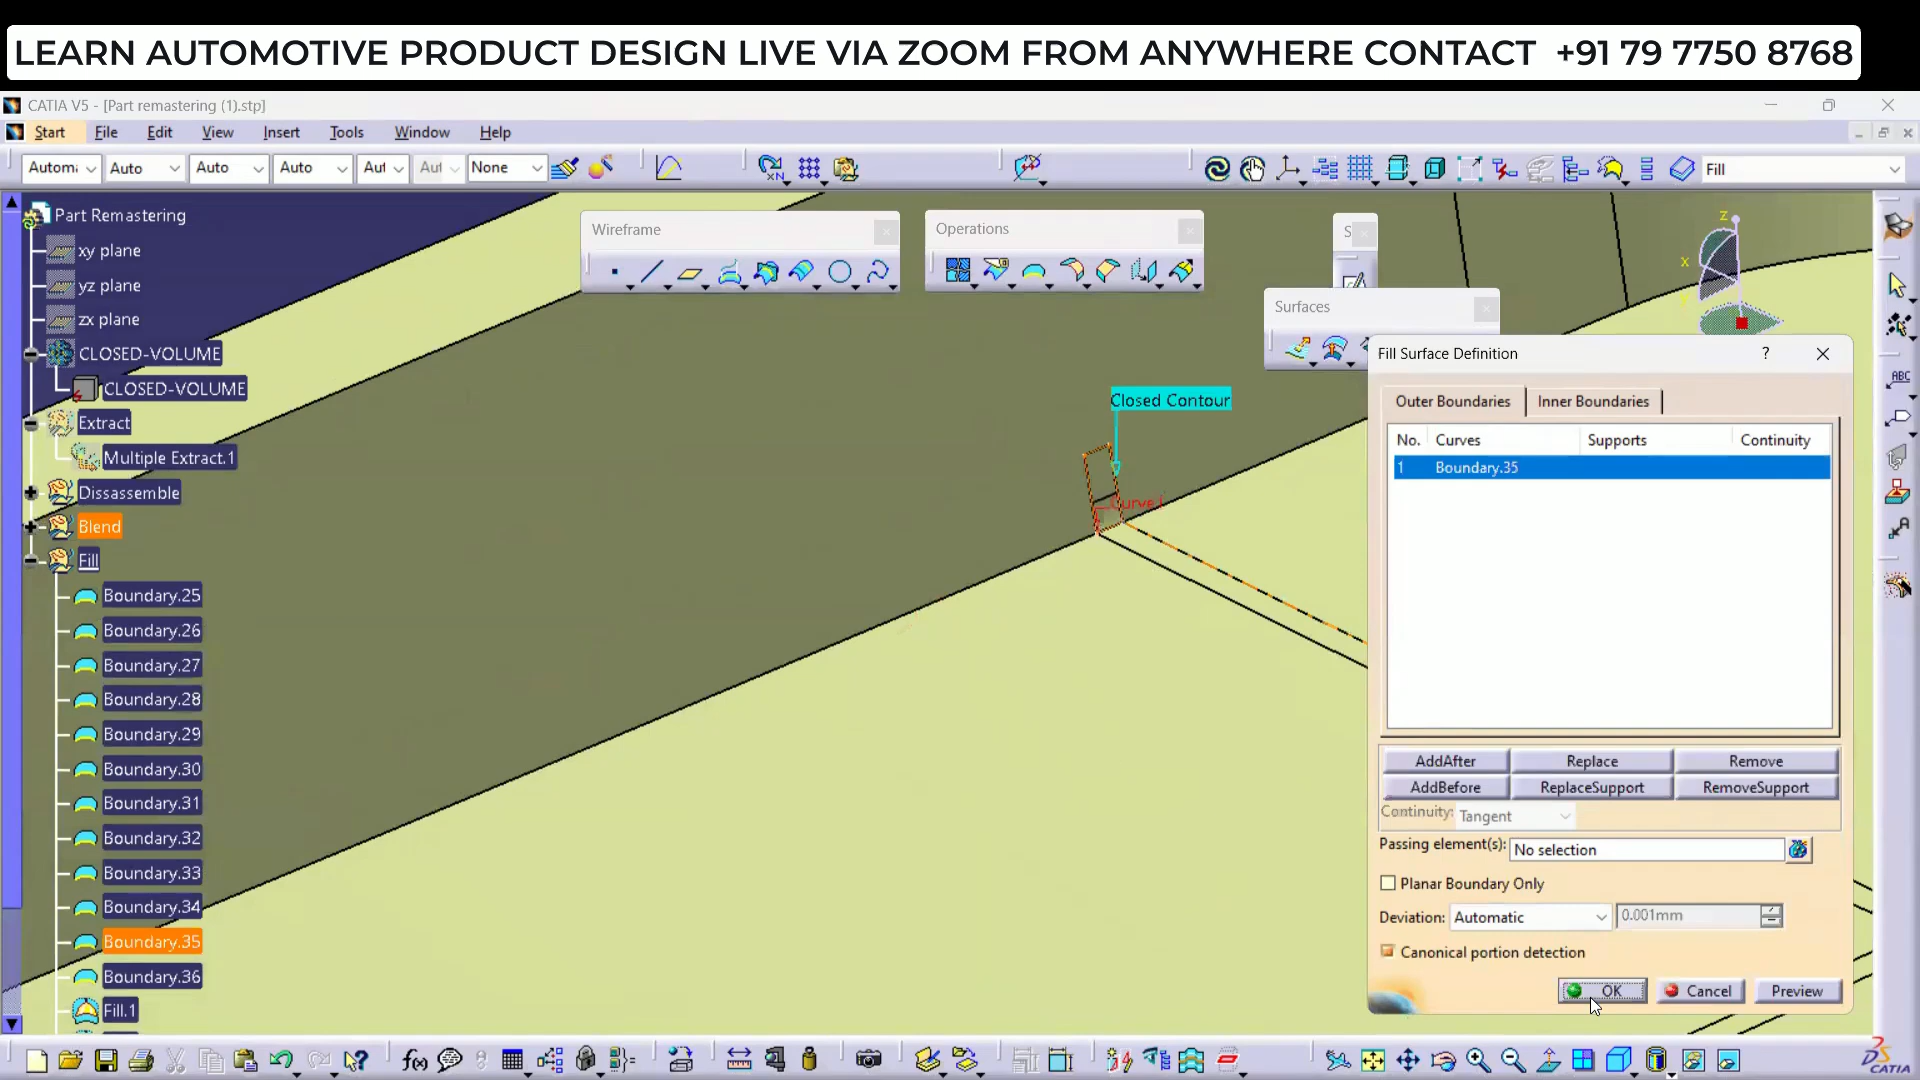 LEARN AUTOMOTIVE PRODUCT DESIGN LIVE VIA ZOOM FROM ANYWHERE CONTACT +91 79 7750 8768
CATIA V5 - [Part remastering (1).stp]
Start File Edit View Insert Tools Window Help
Auto Auto Auto Aut Aut None Fill
Part Remastering
xy plane
yz plane
zx plane
CLOSED-VOLUME
CLOSED-VOLUME
Extract
Multiple Extract.1
Dissassemble
Blend
Fill
Boundary.25
Boundary.26
Boundary.27
Boundary.28
Boundary.29
Boundary.30
Boundary.31
Boundary.32
Boundary.33
Boundary.34
Boundary.35
Boundary.36
Fill.1
Wireframe
Operations
S
Surfaces
z
x
Closed Contour
Fill Surface Definition ?
Outer Boundaries Inner Boundaries
No. Curves Supports Continuity
1 Boundary.35
AddAfter Replace Remove
AddBefore ReplaceSupport RemoveSupport
Continuity: Tangent
Passing element(s): No selection
Planar Boundary Only
Deviation: Automatic 0.001mm
Canonical portion detection
OK Cancel Preview
ABC
f(x)
CATIA